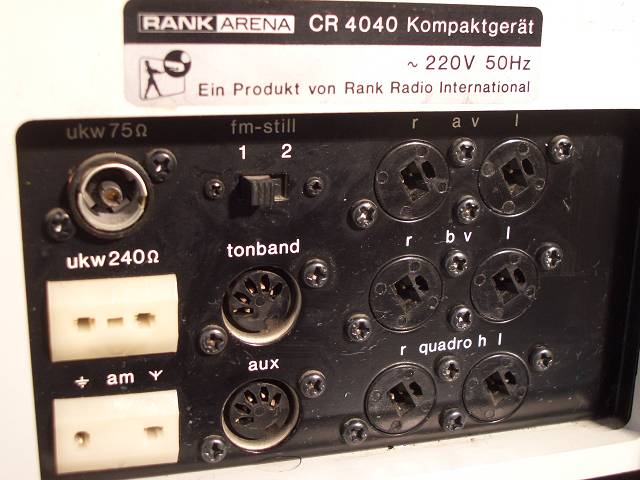 RANK ARENA CR 4040 Kompaktgerät
~ 220V 50Hz
Ein Produkt von Rank Radio International
ukw 75Ω fm-still r a v l
1 2
ukw 240Ω tonband r b v l
⏚ am Y
aux r quadro h l